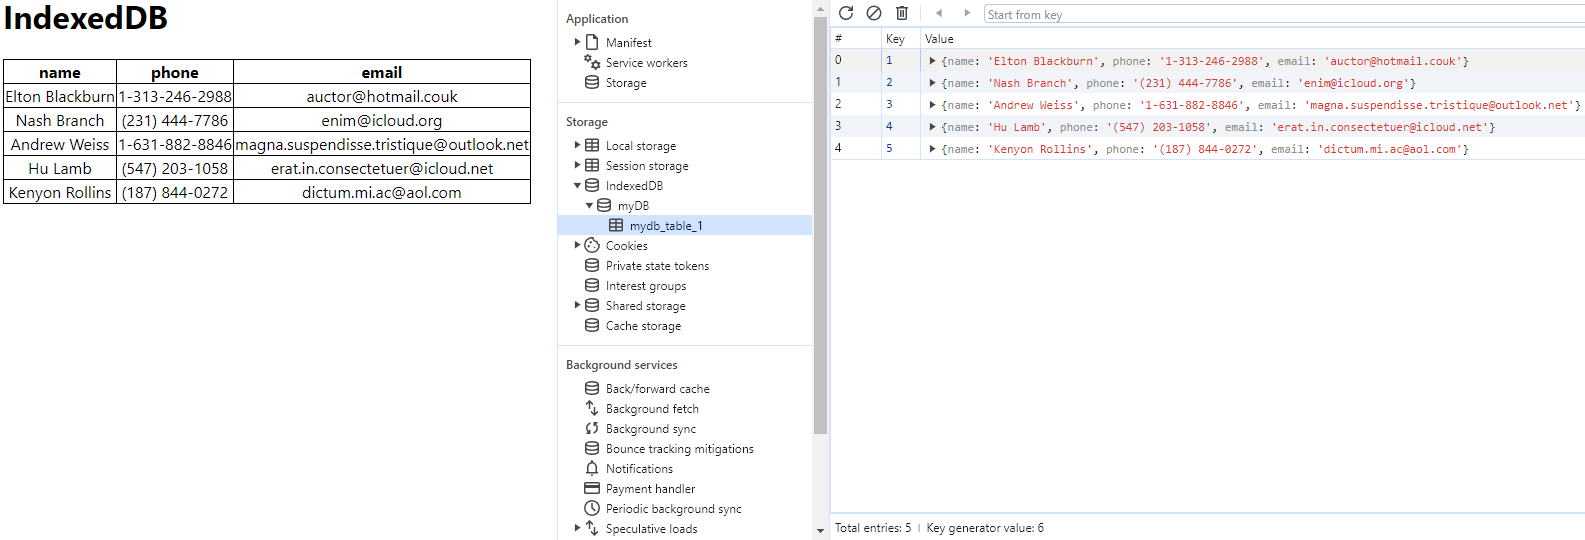 IndexedDB
name phone email
Elton Blackburn 1-313-246-2988 auctor@hotmail.couk
Nash Branch (231) 444-7786 enim@icloud.org
Andrew Weiss 1-631-882-8846 magna.suspendisse.tristique@outlook.net
Hu Lamb (547) 203-1058 erat.in.consectetuer@icloud.net
Kenyon Rollins (187) 844-0272 dictum.mi.ac@aol.com
Application
Manifest
Service workers
Storage
Storage
Local storage
Session storage
IndexedDB
myDB
mydb_table_1
Cookies
Private state tokens
Interest groups
Shared storage
Cache storage
Background services
Back/forward cache
Background fetch
Background sync
Bounce tracking mitigations
Notifications
Payment handler
Periodic background sync
Speculative loads
Start from key
# Key Value
0 1 {name: 'Elton Blackburn', phone: '1-313-246-2988', email: 'auctor@hotmail.couk'}
1 2 {name: 'Nash Branch', phone: '(231) 444-7786', email: 'enim@icloud.org'}
2 3 {name: 'Andrew Weiss', phone: '1-631-882-8846', email: 'magna.suspendisse.tristique@outlook.net'}
3 4 {name: 'Hu Lamb', phone: '(547) 203-1058', email: 'erat.in.consectetuer@icloud.net'}
4 5 {name: 'Kenyon Rollins', phone: '(187) 844-0272', email: 'dictum.mi.ac@aol.com'}
Total entries: 5 | Key generator value: 6